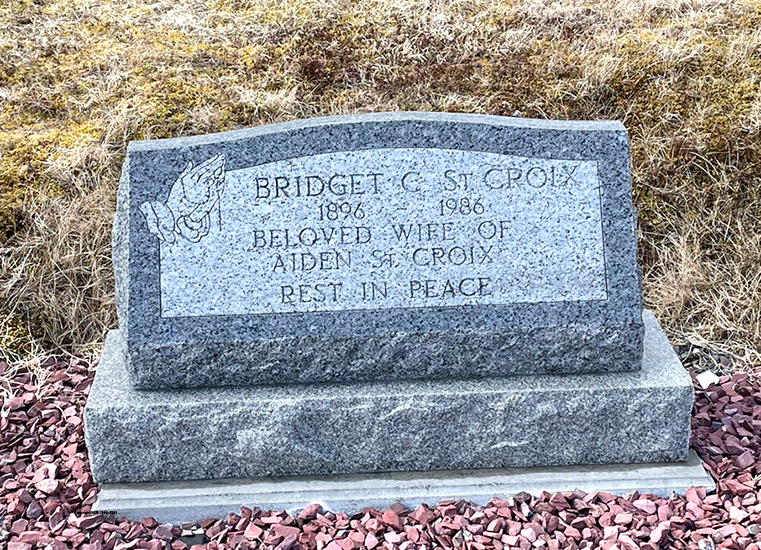 BRIDGET C. ST. CROIX
1896 - 1986
BELOVED WIFE OF
AIDEN ST. CROIX
REST IN PEACE